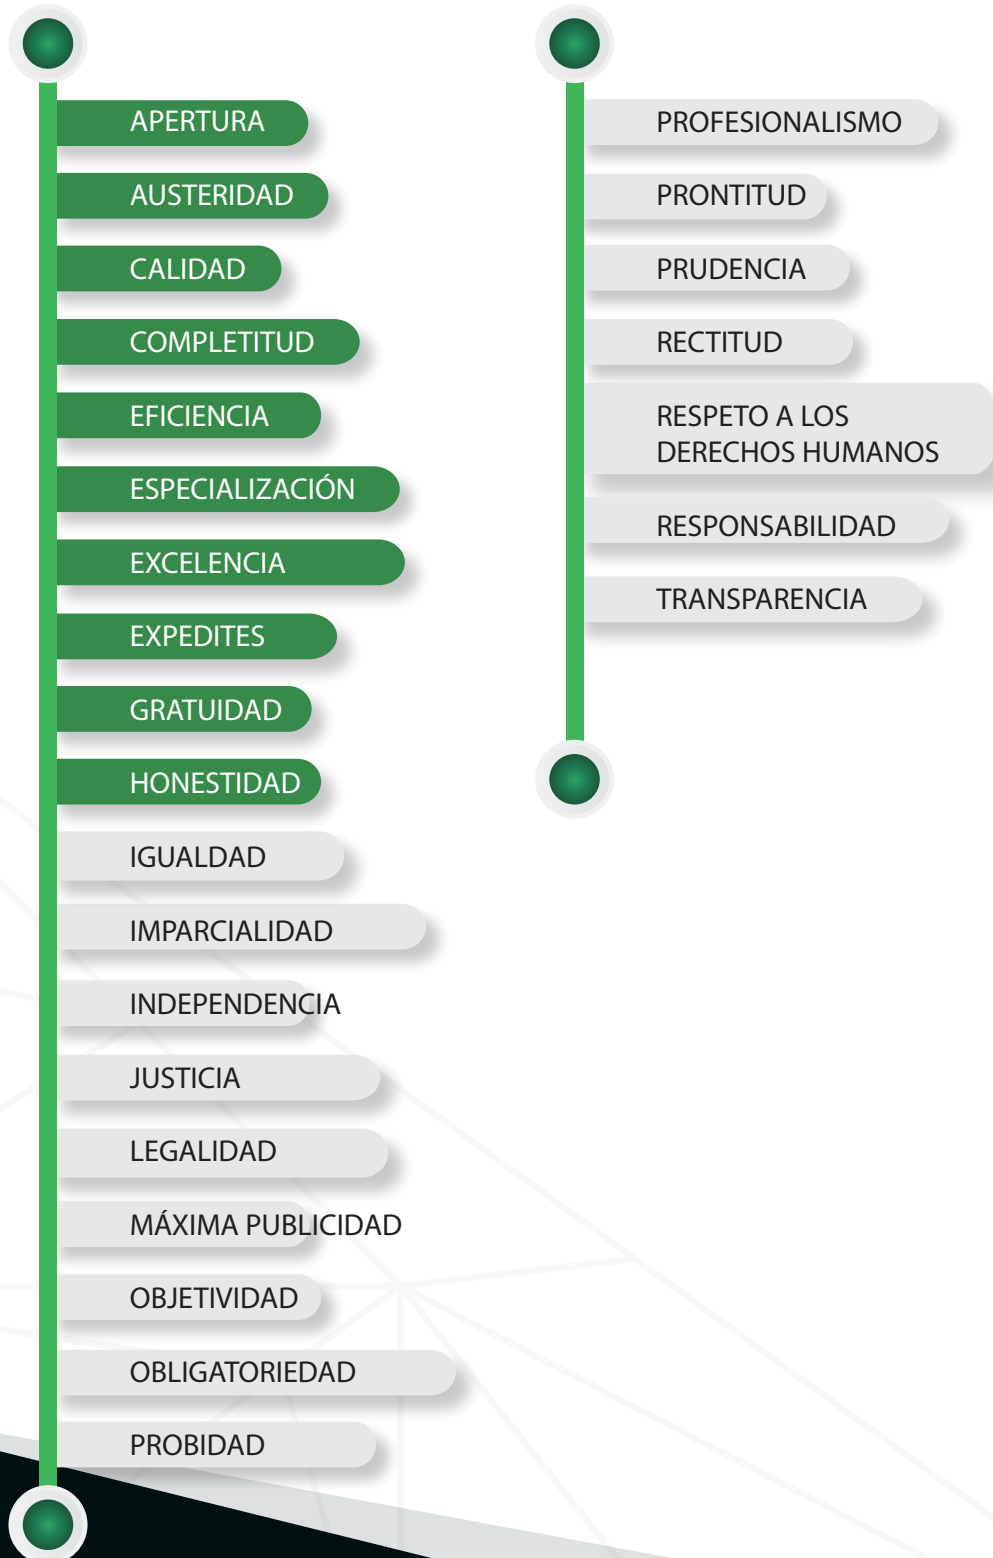 APERTURA
AUSTERIDAD
CALIDAD
COMPLETITUD
EFICIENCIA
ESPECIALIZACIÓN
EXCELENCIA
EXPEDITES
GRATUIDAD
HONESTIDAD
IGUALDAD
IMPARCIALIDAD
INDEPENDENCIA
JUSTICIA
LEGALIDAD
MÁXIMA PUBLICIDAD
OBJETIVIDAD
OBLIGATORIEDAD
PROBIDAD
PROFESIONALISMO
PRONTITUD
PRUDENCIA
RECTITUD
RESPETO A LOS
DERECHOS HUMANOS
RESPONSABILIDAD
TRANSPARENCIA